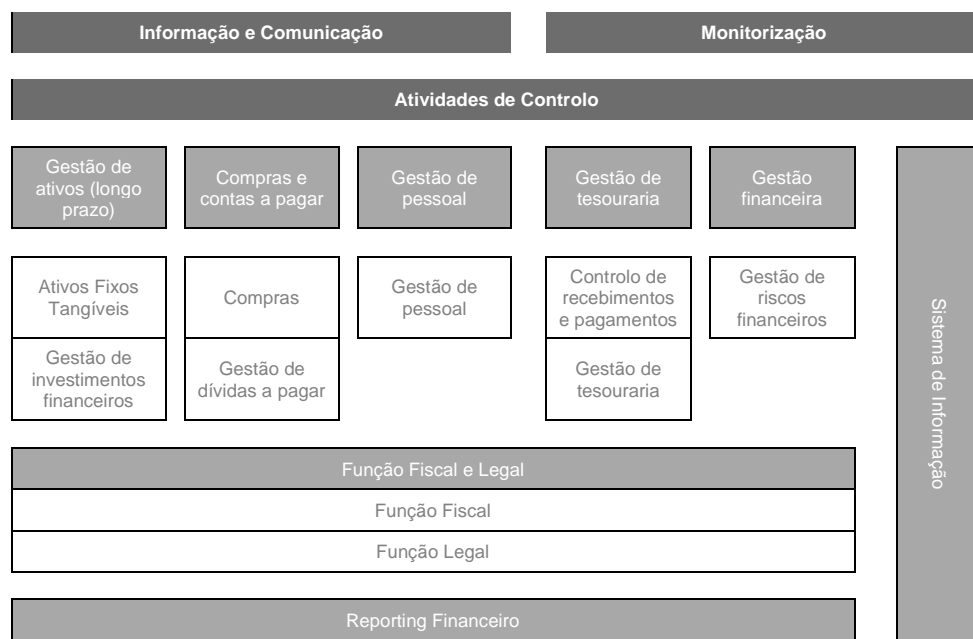 Informação e Comunicação
Monitorização
Atividades de Controlo
Gestão de
ativos (longo
prazo)
Compras e
contas a pagar
Gestão de
pessoal
Gestão de
tesouraria
Gestão
financeira
Ativos Fixos
Tangíveis
Compras
Gestão de
pessoal
Controlo de
recebimentos
e pagamentos
Gestão de
riscos
financeiros
Gestão de
investimentos
financeiros
Gestão de
dívidas a pagar
Gestão de
tesouraria
Sistema de Informação
Função Fiscal e Legal
Função Fiscal
Função Legal
Reporting Financeiro